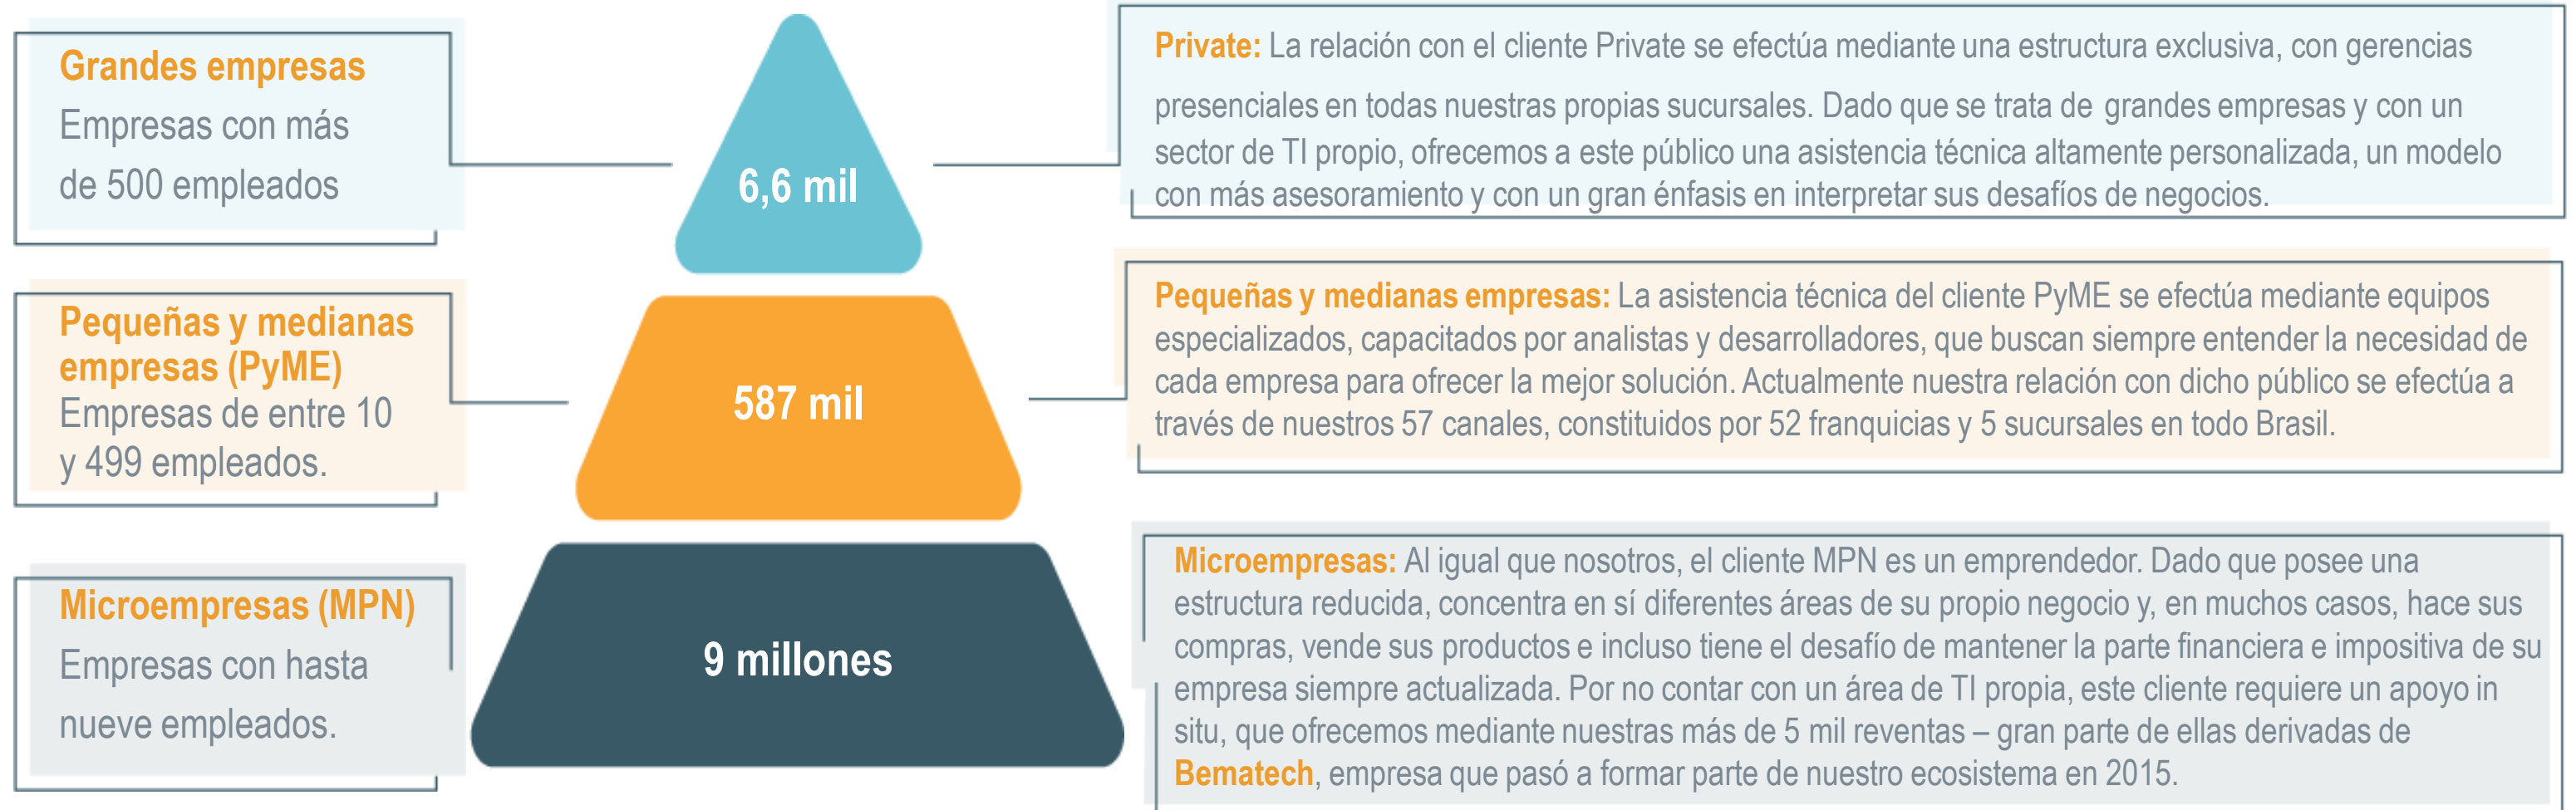 Grandes empresas
Empresas con más
de 500 empleados
6,6 mil
Private: La relación con el cliente Private se efectúa mediante una estructura exclusiva, con gerencias
presenciales en todas nuestras propias sucursales. Dado que se trata de grandes empresas y con un
sector de TI propio, ofrecemos a este público una asistencia técnica altamente personalizada, un modelo
con más asesoramiento y con un gran énfasis en interpretar sus desafíos de negocios.
Pequeñas y medianas
empresas (PyME)
Empresas de entre 10
y 499 empleados.
587 mil
Pequeñas y medianas empresas: La asistencia técnica del cliente PyME se efectúa mediante equipos
especializados, capacitados por analistas y desarrolladores, que buscan siempre entender la necesidad de
cada empresa para ofrecer la mejor solución. Actualmente nuestra relación con dicho público se efectúa a
través de nuestros 57 canales, constituidos por 52 franquicias y 5 sucursales en todo Brasil.
Microempresas (MPN)
Empresas con hasta
nueve empleados.
9 millones
Microempresas: Al igual que nosotros, el cliente MPN es un emprendedor. Dado que posee una
estructura reducida, concentra en sí diferentes áreas de su propio negocio y, en muchos casos, hace sus
compras, vende sus productos e incluso tiene el desafío de mantener la parte financiera e impositiva de su
empresa siempre actualizada. Por no contar con un área de TI propia, este cliente requiere un apoyo in
situ, que ofrecemos mediante nuestras más de 5 mil reventas – gran parte de ellas derivadas de
Bematech, empresa que pasó a formar parte de nuestro ecosistema en 2015.